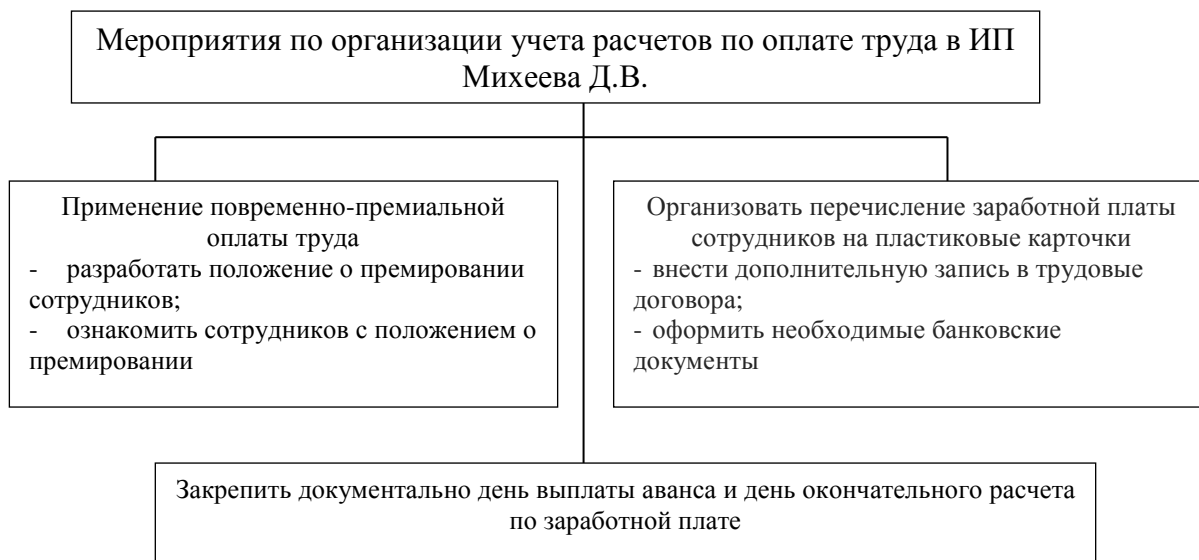 Мероприятия по организации учета расчетов по оплате труда в ИП
Михеева Д.В.
Применение повременно-премиальной
оплаты труда
- разработать положение о премировании
сотрудников;
- ознакомить сотрудников с положением о
премировании
Организовать перечисление заработной платы
сотрудников на пластиковые карточки
- внести дополнительную запись в трудовые
договора;
- оформить необходимые банковские
документы
Закрепить документально день выплаты аванса и день окончательного расчета
по заработной плате